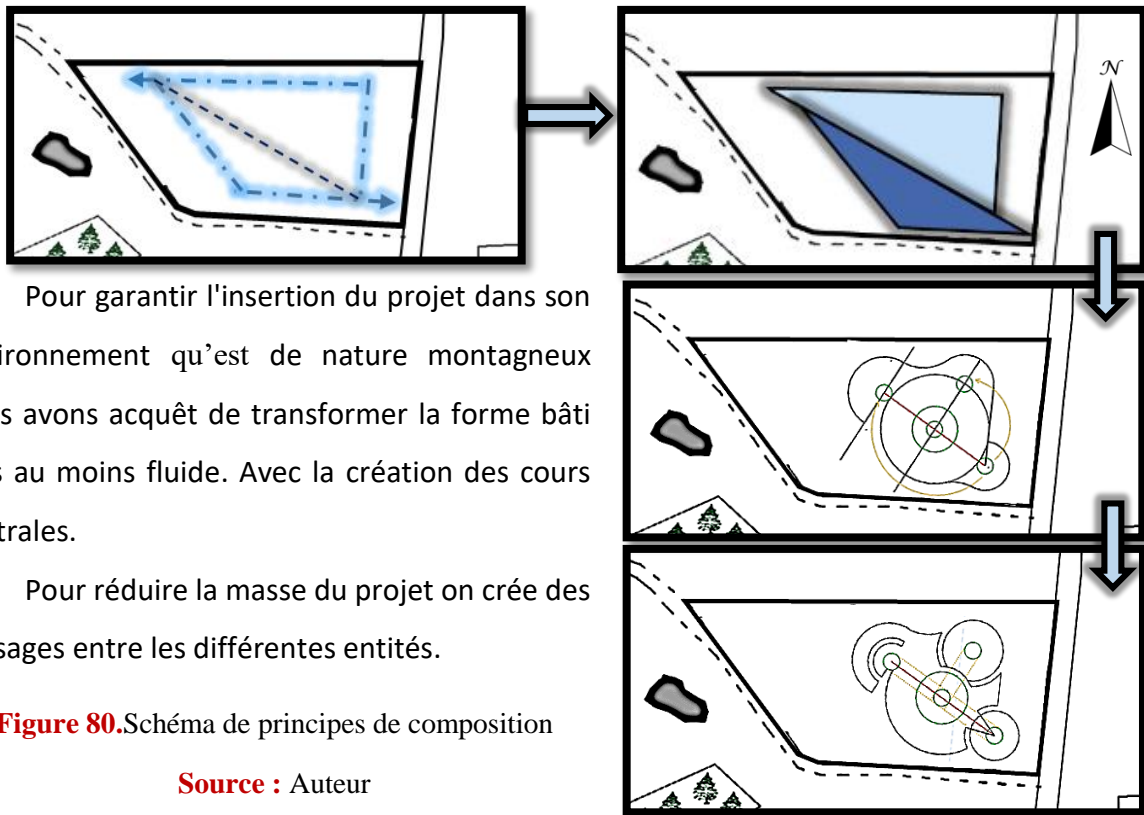 N
Pour garantir l'insertion du projet dans son
ironnement qu'est de nature montagneux
s avons acquêt de transformer la forme bâti
s au moins fluide. Avec la création des cours
trales.
Pour réduire la masse du projet on crée des
sages entre les différentes entités.
Figure 80.Schéma de principes de composition
Source : Auteur